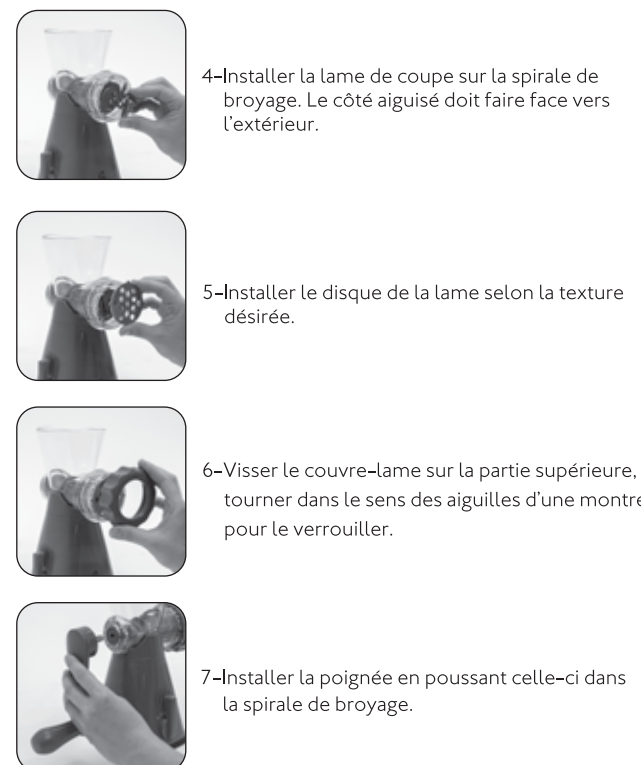 4-Installer la lame de coupe sur la spirale de
broyage. Le côté aiguisé doit faire face vers
l'extérieur.
5-Installer le disque de la lame selon la texture
désirée.
6-Visser le couvre-lame sur la partie supérieure,
tourner dans le sens des aiguilles d'une montre
pour le verrouiller.
7-Installer la poignée en poussant celle-ci dans
la spirale de broyage.